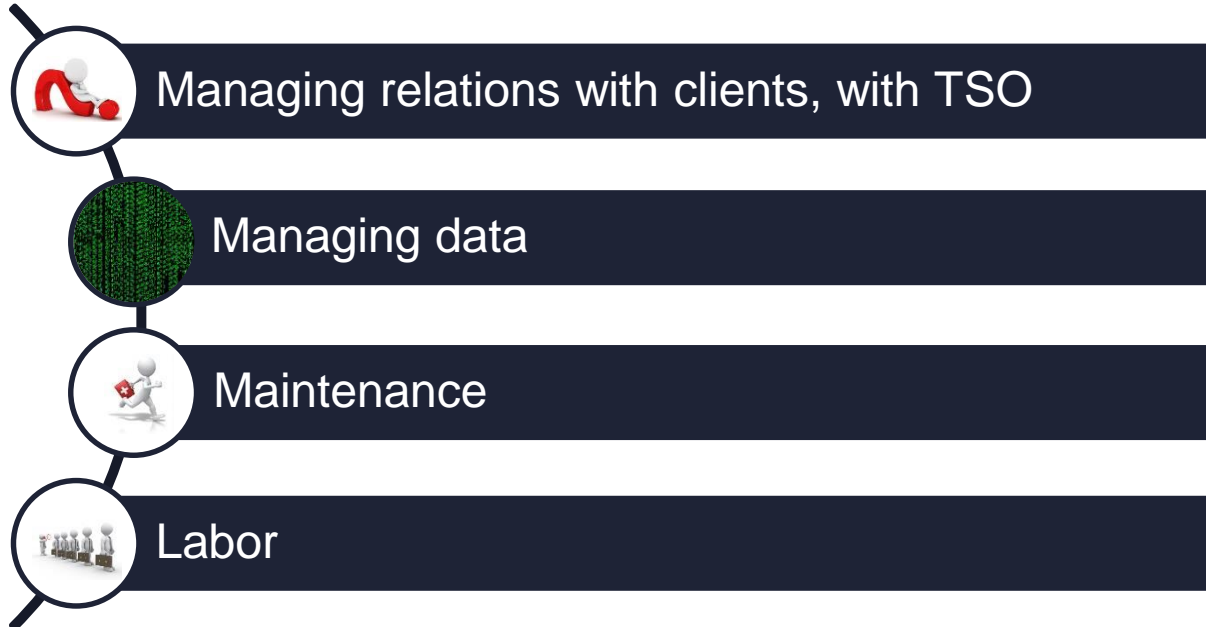 Managing relations with clients, with TSO
Managing data
Maintenance
Labor